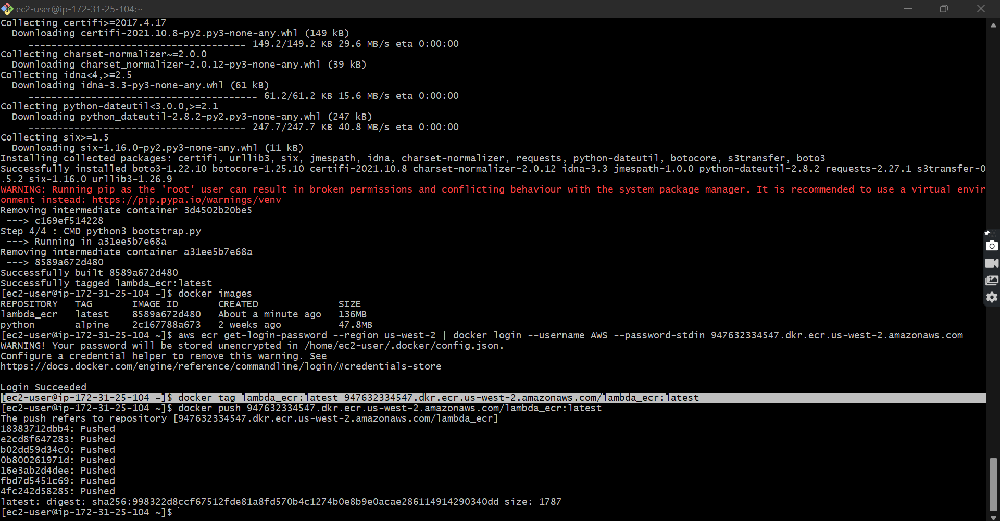 ec2-user@ip-172-31-25-104:~
Collecting certifi>=2017.4.17
  Downloading certifi-2021.10.8-py2.py3-none-any.whl (149 kB)
     -------------------------------------- 149.2/149.2 KB 29.6 MB/s eta 0:00:00
Collecting charset-normalizer~=2.0.0
  Downloading charset_normalizer-2.0.12-py3-none-any.whl (39 kB)
Collecting idna<4,>=2.5
  Downloading idna-3.3-py3-none-any.whl (61 kB)
     ---------------------------------------- 61.2/61.2 KB 15.6 MB/s eta 0:00:00
Collecting python-dateutil<3.0.0,>=2.1
  Downloading python_dateutil-2.8.2-py2.py3-none-any.whl (247 kB)
     -------------------------------------- 247.7/247.7 KB 40.8 MB/s eta 0:00:00
Collecting six>=1.5
  Downloading six-1.16.0-py2.py3-none-any.whl (11 kB)
Installing collected packages: certifi, urllib3, six, jmespath, idna, charset-normalizer, requests, python-dateutil, botocore, s3transfer, boto3
Successfully installed boto3-1.22.10 botocore-1.25.10 certifi-2021.10.8 charset-normalizer-2.0.12 idna-3.3 jmespath-1.0.0 python-dateutil-2.8.2 requests-2.27.1 s3transfer-0
.5.2 six-1.16.0 urllib3-1.26.9
WARNING: Running pip as the 'root' user can result in broken permissions and conflicting behaviour with the system package manager. It is recommended to use a virtual envir
onment instead: https://pip.pypa.io/warnings/venv
Removing intermediate container 3d4502b20be5
 ---> c169ef514228
Step 4/4 : CMD python3 bootstrap.py
 ---> Running in a31ee5b7e68a
Removing intermediate container a31ee5b7e68a
 ---> 8589a672d480
Successfully built 8589a672d480
Successfully tagged lambda_ecr:latest
[ec2-user@ip-172-31-25-104 ~]$ docker images
REPOSITORY   TAG       IMAGE ID       CREATED              SIZE
lambda_ecr   latest    8589a672d480   About a minute ago   136MB
python       alpine    2c167788a673   2 weeks ago          47.8MB
[ec2-user@ip-172-31-25-104 ~]$ aws ecr get-login-password --region us-west-2 | docker login --username AWS --password-stdin 947632334547.dkr.ecr.us-west-2.amazonaws.com
WARNING! Your password will be stored unencrypted in /home/ec2-user/.docker/config.json.
Configure a credential helper to remove this warning. See
https://docs.docker.com/engine/reference/commandline/login/#credentials-store
Login Succeeded
[ec2-user@ip-172-31-25-104 ~]$ docker tag lambda_ecr:latest 947632334547.dkr.ecr.us-west-2.amazonaws.com/lambda_ecr:latest
[ec2-user@ip-172-31-25-104 ~]$ docker push 947632334547.dkr.ecr.us-west-2.amazonaws.com/lambda_ecr:latest
The push refers to repository [947632334547.dkr.ecr.us-west-2.amazonaws.com/lambda_ecr]
18383712dbb4: Pushed
e2cd8f647283: Pushed
b02dd59d34c0: Pushed
0b800261971d: Pushed
16e3ab2d4dee: Pushed
fbd7d5451c69: Pushed
4fc242d58285: Pushed
latest: digest: sha256:998322d8ccf67512fde81a8fd570b4c1274b0e8b9e0acae286114914290340dd size: 1787
[ec2-user@ip-172-31-25-104 ~]$